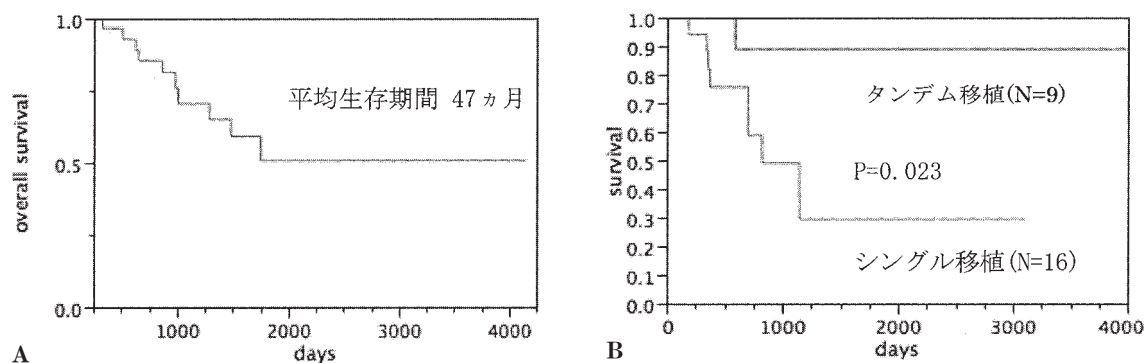 1.0
overall survival
平均生存期間 47ヵ月
0.5
0.0
1000 2000 3000 4000
days
A
1.0
0.9
0.8
0.7
0.6
0.5
0.4
0.3
0.2
0.1
0.0
survival
タンデム移植(N=9)
P=0.023
シングル移植(N=16)
0 1000 2000 3000 4000
days
B